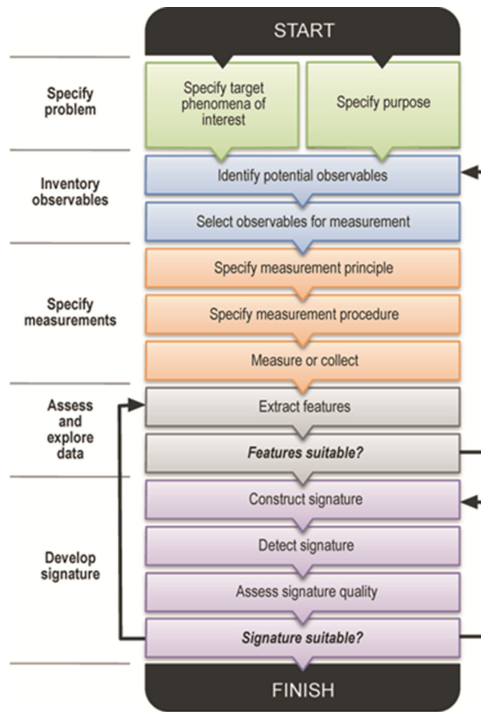 START
Specify
problem
Specify target
phenomena of
interest
Specify purpose
Inventory
observables
Identify potential observables
Select observables for measurement
Specify
measurements
Specify measurement principle
Specify measurement procedure
Measure or collect
Assess
and
explore
data
Extract features
Features suitable?
Develop
signature
Construct signature
Detect signature
Assess signature quality
Signature suitable?
FINISH